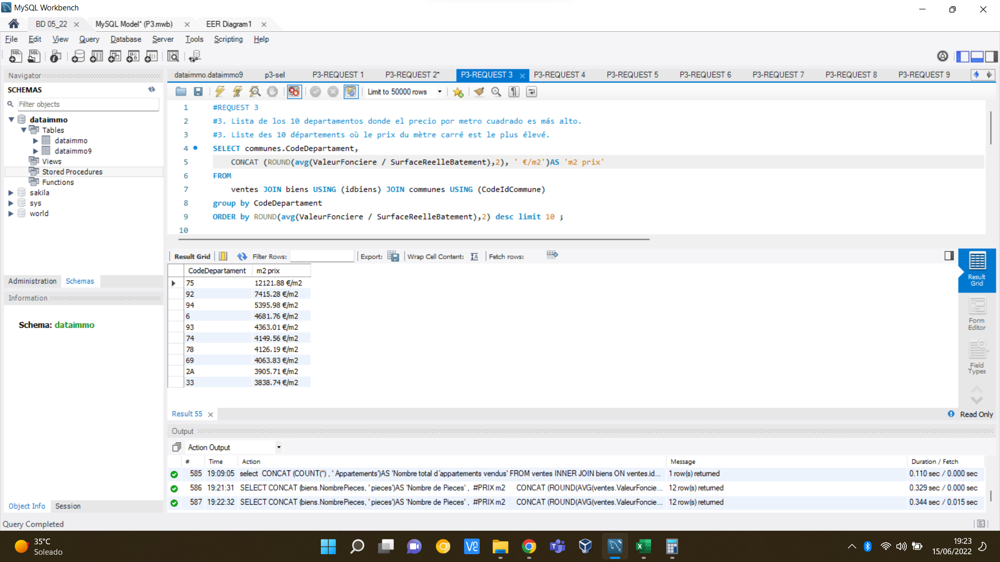 MySQL Workbench
BD 05_22
MySQL Model* (P3.mwb)
EER Diagram1
File Edit View Query Database Server Tools Scripting Help
Navigator
SCHEMAS
Filter objects
dataimmo
Tables
dataimmo
dataimmo9
Views
Stored Procedures
Functions
sakila
sys
world
Administration Schemas
Information
Schema: dataimmo
Object Info Session
Query Completed
dataimmo.dataimmo9 p3-sel P3-REQUEST 1 P3-REQUEST 2* P3-REQUEST 3 P3-REQUEST 4 P3-REQUEST 5 P3-REQUEST 6 P3-REQUEST 7 P3-REQUEST 8 P3-REQUEST 9
Limit to 50000 rows
1 #REQUEST 3
2 #3. Lista de los 10 departamentos donde el precio por metro cuadrado es más alto.
3 #3. Liste des 10 départements où le prix du mètre carré est le plus élevé.
4 SELECT communes.CodeDepartament,
5 CONCAT (ROUND(avg(ValeurFonciere / SurfaceReelleBatement),2), ' €/m2')AS 'm2 prix'
6 FROM
7 ventes JOIN biens USING (idbiens) JOIN communes USING (CodeIdCommune)
8 group by CodeDepartament
9 ORDER by ROUND(avg(ValeurFonciere / SurfaceReelleBatement),2) desc limit 10 ;
10
Result Grid Filter Rows: Export: Wrap Cell Content: Fetch rows:
CodeDepartament m2 prix
75 12121.88 €/m2
92 7415.28 €/m2
94 5395.98 €/m2
6 4681.76 €/m2
93 4363.01 €/m2
74 4149.56 €/m2
78 4126.19 €/m2
69 4063.83 €/m2
2A 3905.71 €/m2
33 3838.74 €/m2
Result Grid
Form Editor
Field Types
Result 55
Read Only
Output
Action Output
# Time Action Message Duration / Fetch
585 19:09:05 select CONCAT (COUNT(*) , ' Appartements')AS 'Nombre total d´appartements vendus' FROM ventes INNER JOIN biens ON ventes.id... 1 row(s) returned 0.110 sec / 0.000 sec
586 19:21:31 SELECT CONCAT (biens.NombrePieces, ' pieces')AS 'Nombre de Pieces' , #PRIX m2 CONCAT (ROUND(AVG(ventes.ValeurFoncie... 12 row(s) returned 0.329 sec / 0.000 sec
587 19:22:32 SELECT CONCAT (biens.NombrePieces, ' pieces')AS 'Nombre de Pieces' , #PRIX m2 CONCAT (ROUND(AVG(ventes.ValeurFoncie... 12 row(s) returned 0.344 sec / 0.015 sec
35°C
Soleado
19:23
15/06/2022